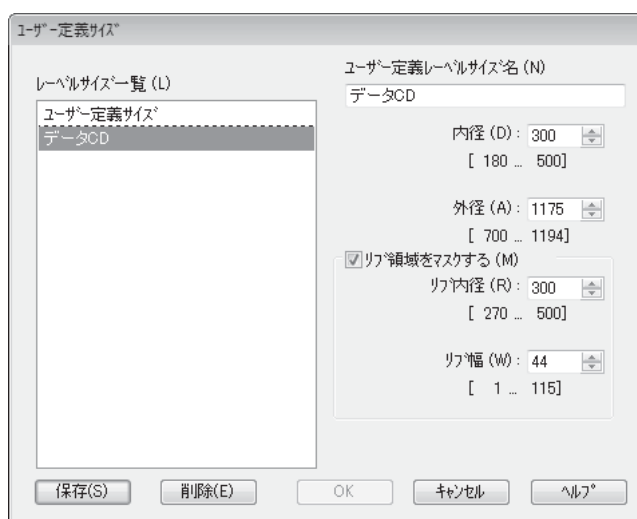 ﾕｰｻﾞｰ定義ｻｲｽﾞ
ﾚｰﾍﾞﾙｻｲｽﾞ一覧 (L)
ﾕｰｻﾞｰ定義ｻｲｽﾞ
データCD
ﾕｰｻﾞｰ定義ﾚｰﾍﾞﾙｻｲｽﾞ名 (N)
データCD
内径 (D) : 300
[ 180 ... 500]
外径 (A) : 1175
[ 700 ... 1194]
ﾘﾌﾞ領域をﾏｽｸする (M)
ﾘﾌﾞ内径 (R) : 300
[ 270 ... 500]
ﾘﾌﾞ幅 (W) : 44
[ 1 ... 115]
保存(S) 削除(E) OK ｷｬﾝｾﾙ ﾍﾙﾌﾟ